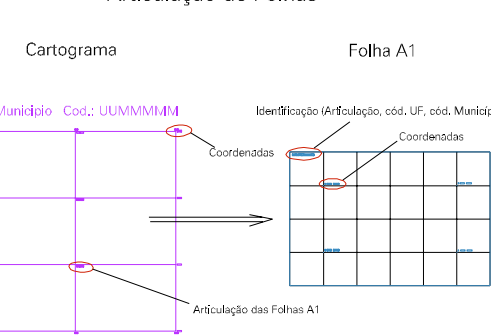 Articulação de Folhas
Cartograma
Folha A1
Município Cod.: UUMMMMM
Identificação (Articulação, cód. UF, cód. Municíp
Coordenadas
Coordenadas
Articulação das Folhas A1